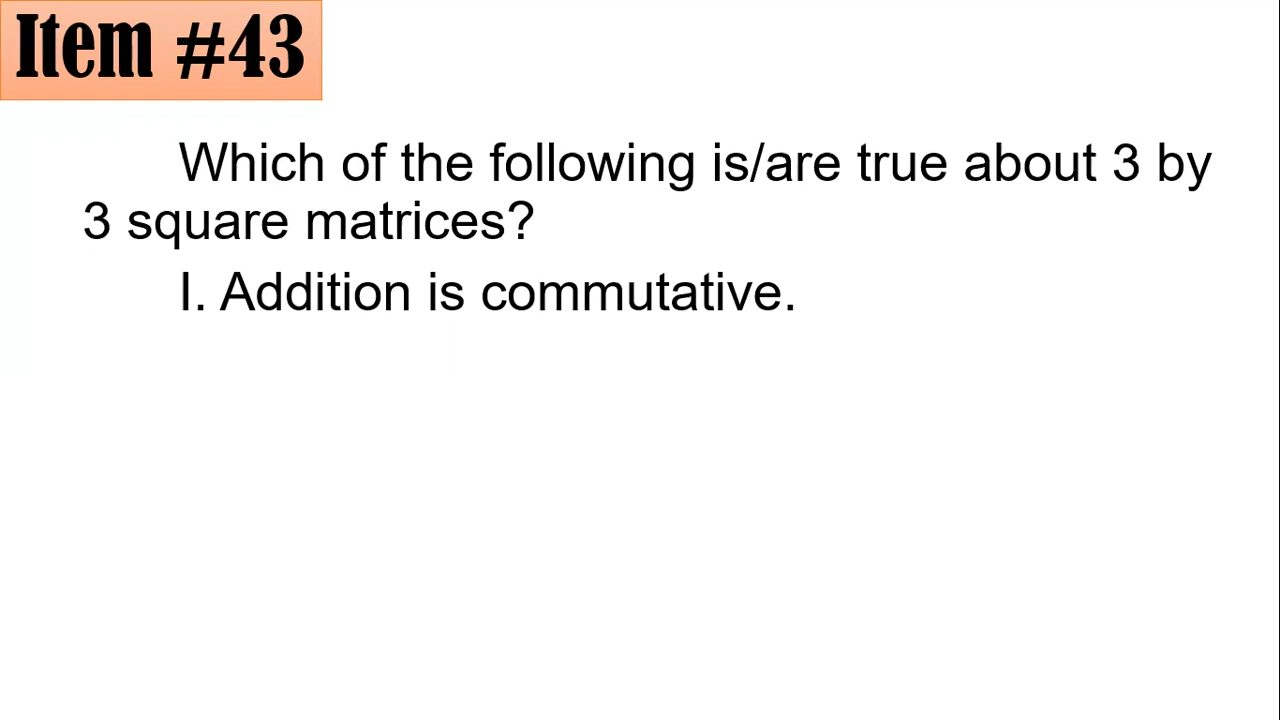 Item #43
Which of the following is/are true about 3 by
3 square matrices?
I. Addition is commutative.